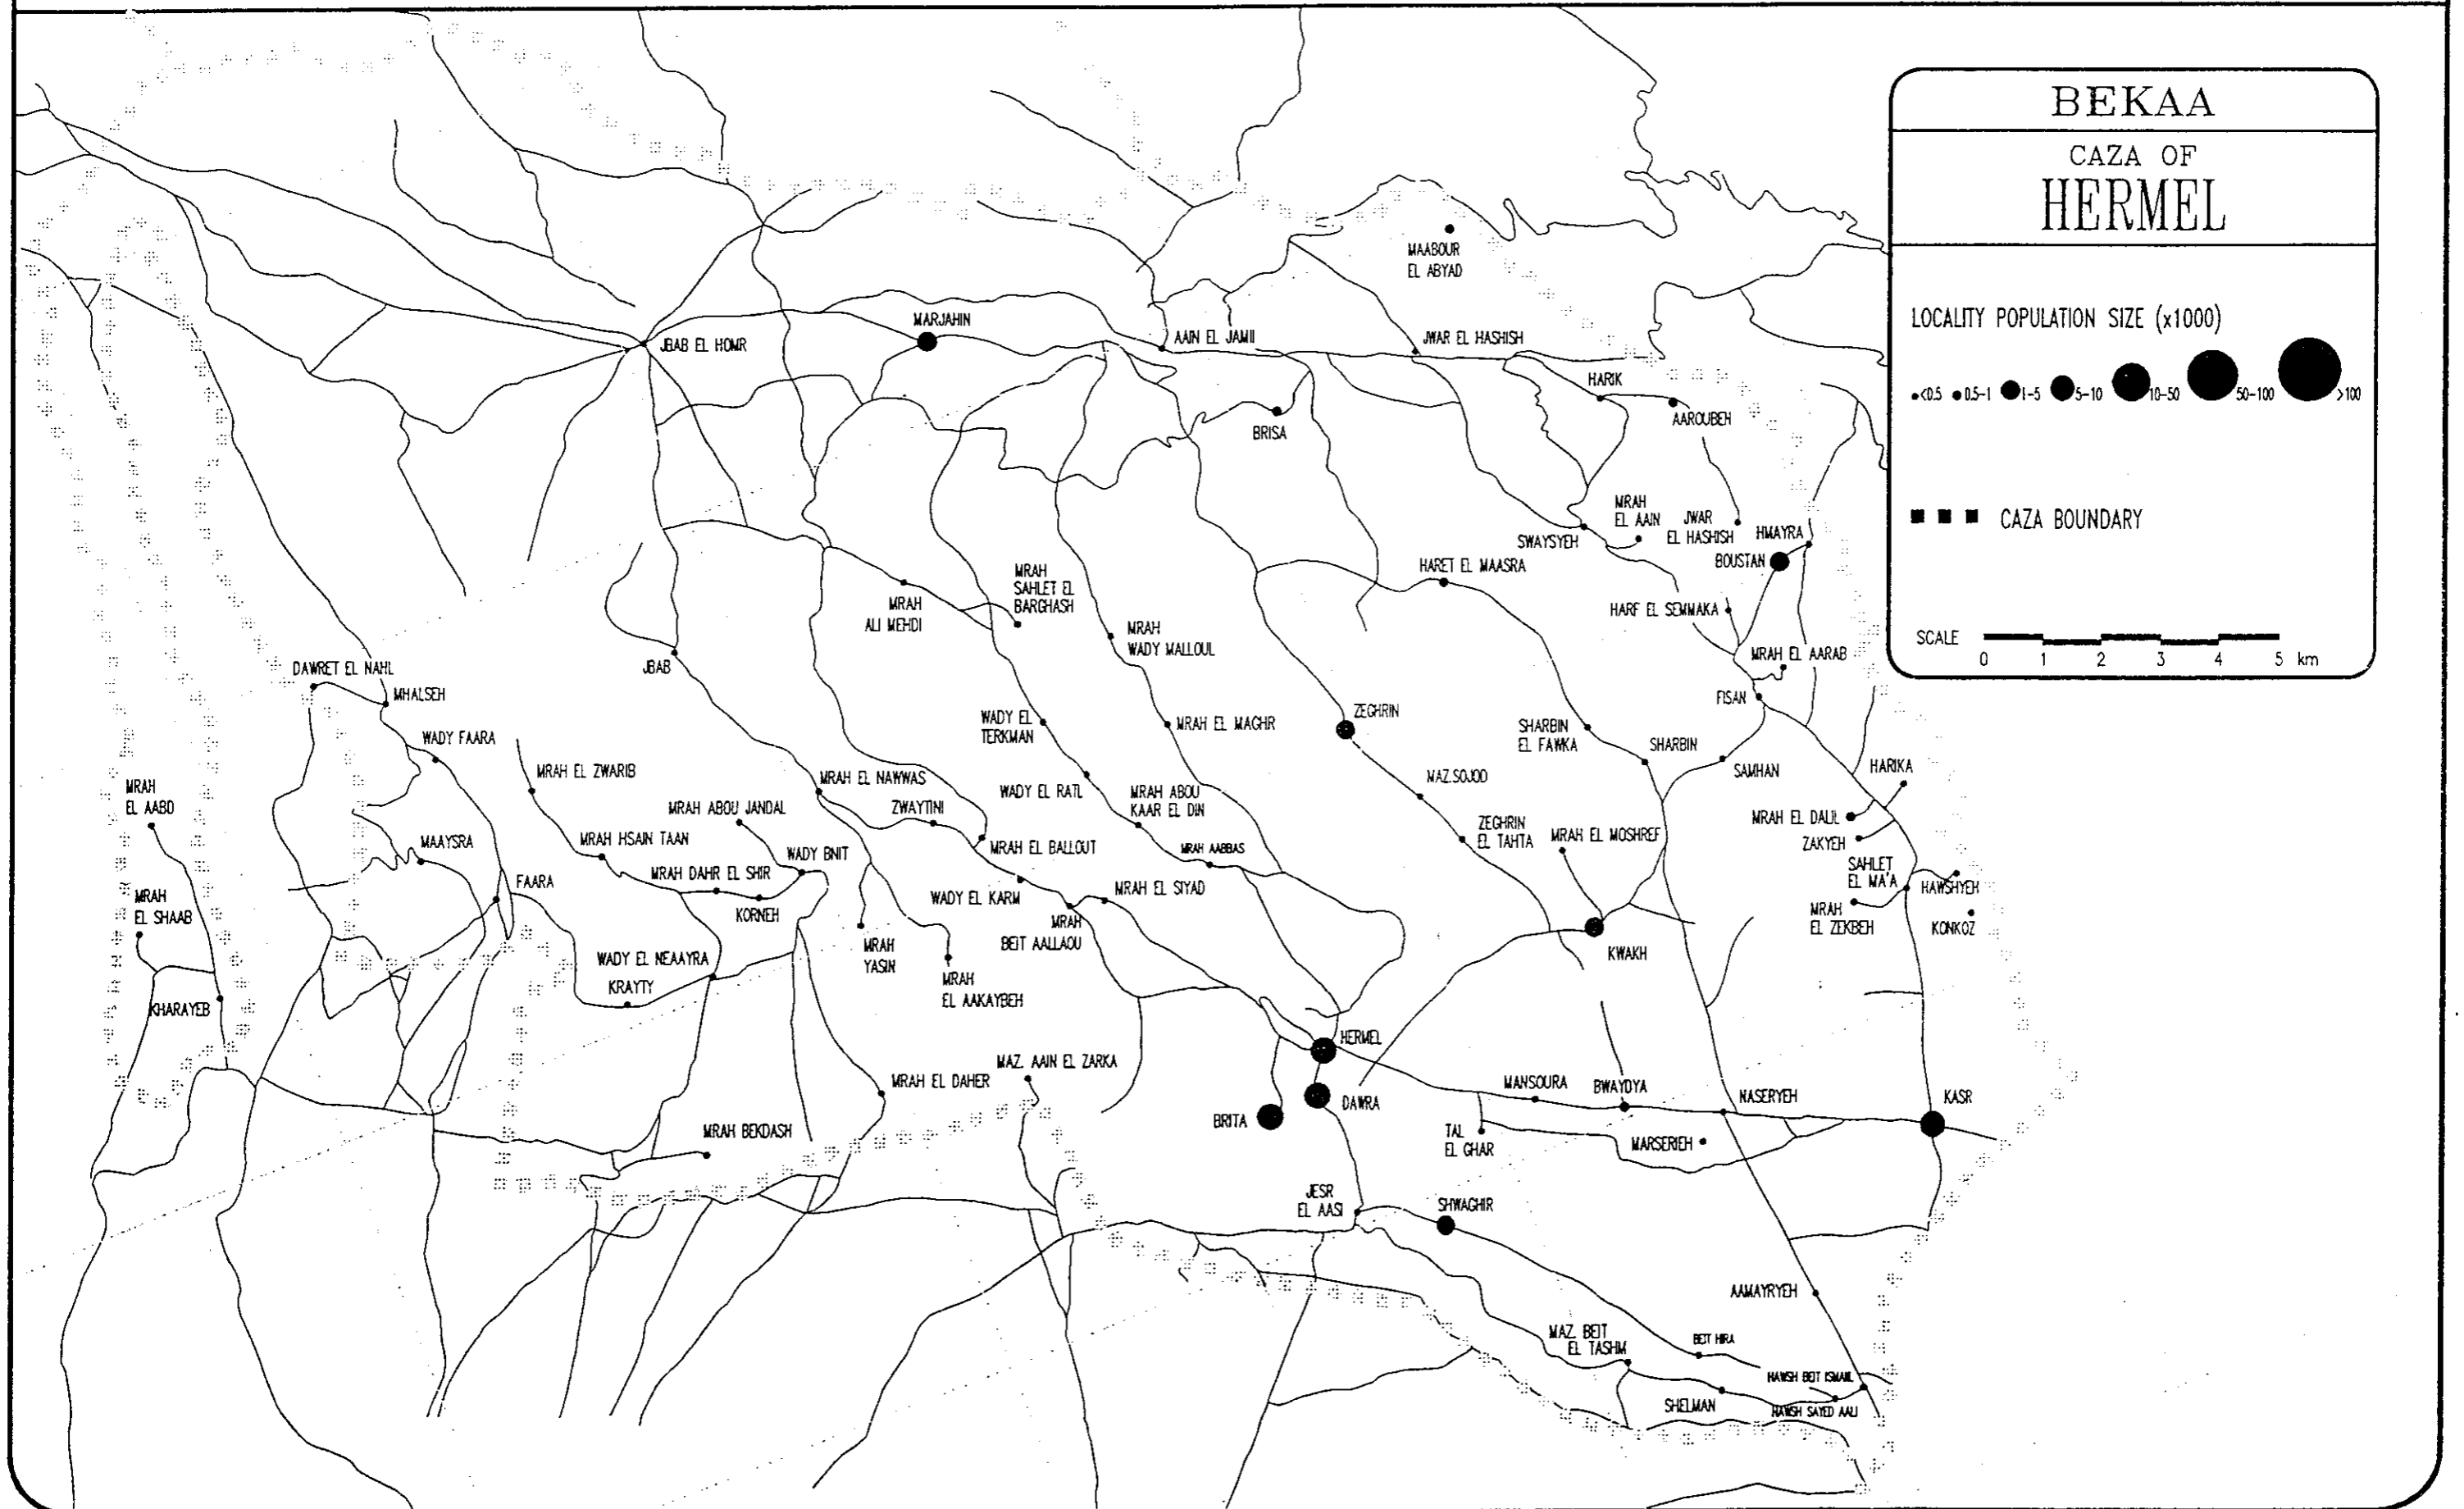 BEKAA
CAZA OF
HERMEL
LOCALITY POPULATION SIZE (x1000)
<0.5 0.5-1 1-5 5-10 10-50 50-100 >100
CAZA BOUNDARY
SCALE
0 1 2 3 4 5 km
MAABOUR
EL ABYAD
MARJAHIN
JBAB EL HOMR
AAIN EL JAMII
JWAR EL HASHISH
HARIK
AAROUBEH
BRISA
MRAH
EL AAIN
JWAR
EL HASHISH
HMAYRA
SWAYSYEH
BOUSTAN
HARET EL MAASRA
MRAH
SAHLET EL
BARGHASH
MRAH
ALI MEHDI
HARF EL SEMMAKA
MRAH
WADY MALLOUL
MRAH EL AARAB
JBAB
DAWRET EL NAHL
MHALSEH
FISAN
ZEGHRIN
WADY EL
TERKMAN
MRAH EL MAGHR
SHARBIN
EL FAWKA
SHARBIN
WADY FAARA
SAMHAN
HARIKA
MRAH EL ZWARIB
MRAH EL NAWWAS
MAZ.SOJOD
MRAH
EL AABD
WADY EL RATL
MRAH ABOU
KAAR EL DIN
MRAH ABOU JANDAL
ZWAYTINI
MRAH EL DALIL
ZEGHRIN
EL TAHTA
MRAH EL MOSHREF
ZAKYEH
MAAYSRA
MRAH HSAIN TAAN
WADY BNIT
MRAH EL BALLOUT
MRAH AABBAS
SAHLET
EL MA'A
HAWSHYEH
MRAH DAHR EL SHIR
FAARA
WADY EL KARM
MRAH EL SIYAD
MRAH
EL SHAAB
KORNEH
MRAH
BEIT AALLAOU
MRAH
EL ZEKBEH
KONKOZ
MRAH
YASIN
KWAKH
WADY EL NEAAYRA
KRAYTY
MRAH
EL AAKAYBEH
KHARAYEB
HERMEL
MAZ. AAIN EL ZARKA
MRAH EL DAHER
MANSOURA
BWAYDYA
NASERYEH
KASR
DAWRA
BRITA
MRAH BEKDASH
TAL
EL GHAR
MARSERIEH
JESR
EL AASI
SHWAGHIR
AAMAYRYEH
MAZ. BEIT
EL TASHM
BEIT HIRA
HAWSH BEIT ISMAIL
SHELMAN
HAWSH SAYED AALI